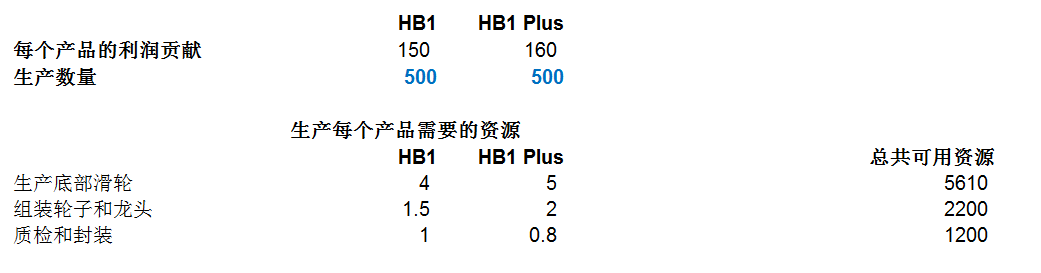 HB1 HB1 Plus
每个产品的利润贡献 150 160
生产数量 500 500
生产每个产品需要的资源
HB1 HB1 Plus 总共可用资源
生产底部滑轮 4 5 5610
组装轮子和龙头 1.5 2 2200
质检和封装 1 0.8 1200